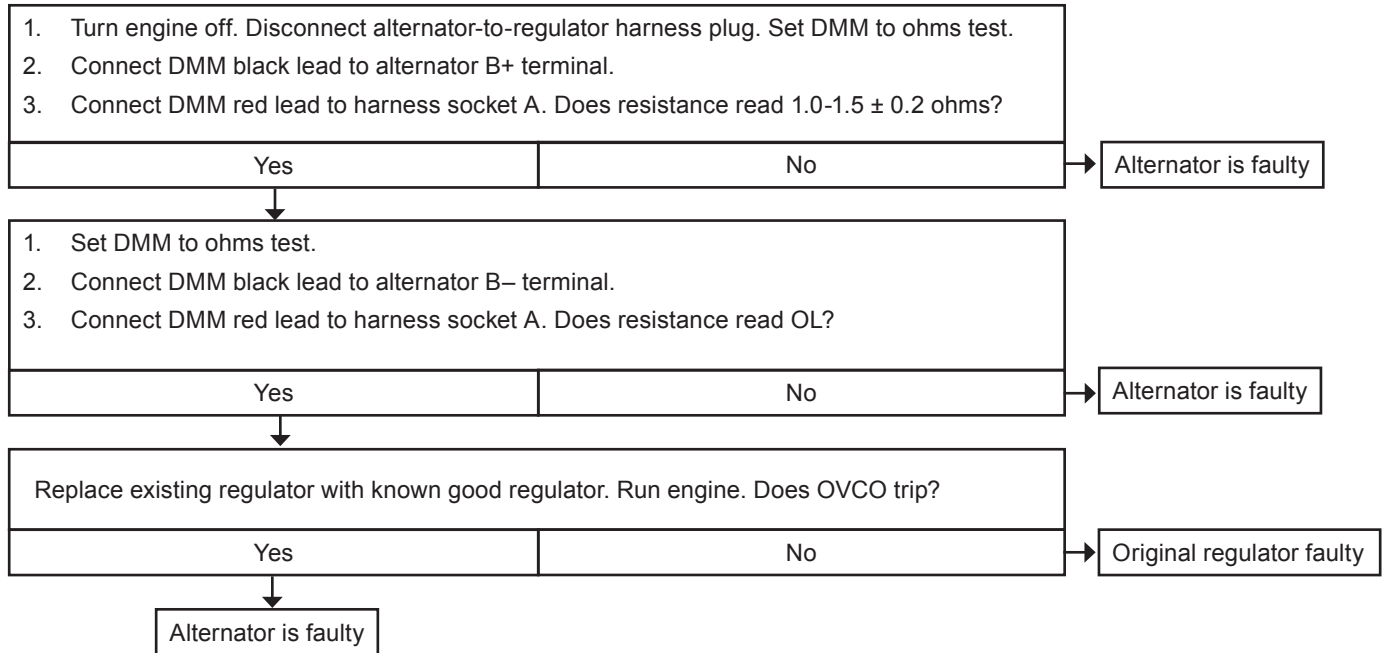 1. Turn engine off. Disconnect alternator-to-regulator harness plug. Set DMM to ohms test.
2. Connect DMM black lead to alternator B+ terminal.
3. Connect DMM red lead to harness socket A. Does resistance read 1.0-1.5 ± 0.2 ohms?
Yes
No
Alternator is faulty
1. Set DMM to ohms test.
2. Connect DMM black lead to alternator B– terminal.
3. Connect DMM red lead to harness socket A. Does resistance read OL?
Yes
No
Alternator is faulty
Replace existing regulator with known good regulator. Run engine. Does OVCO trip?
Yes
No
Original regulator faulty
Alternator is faulty